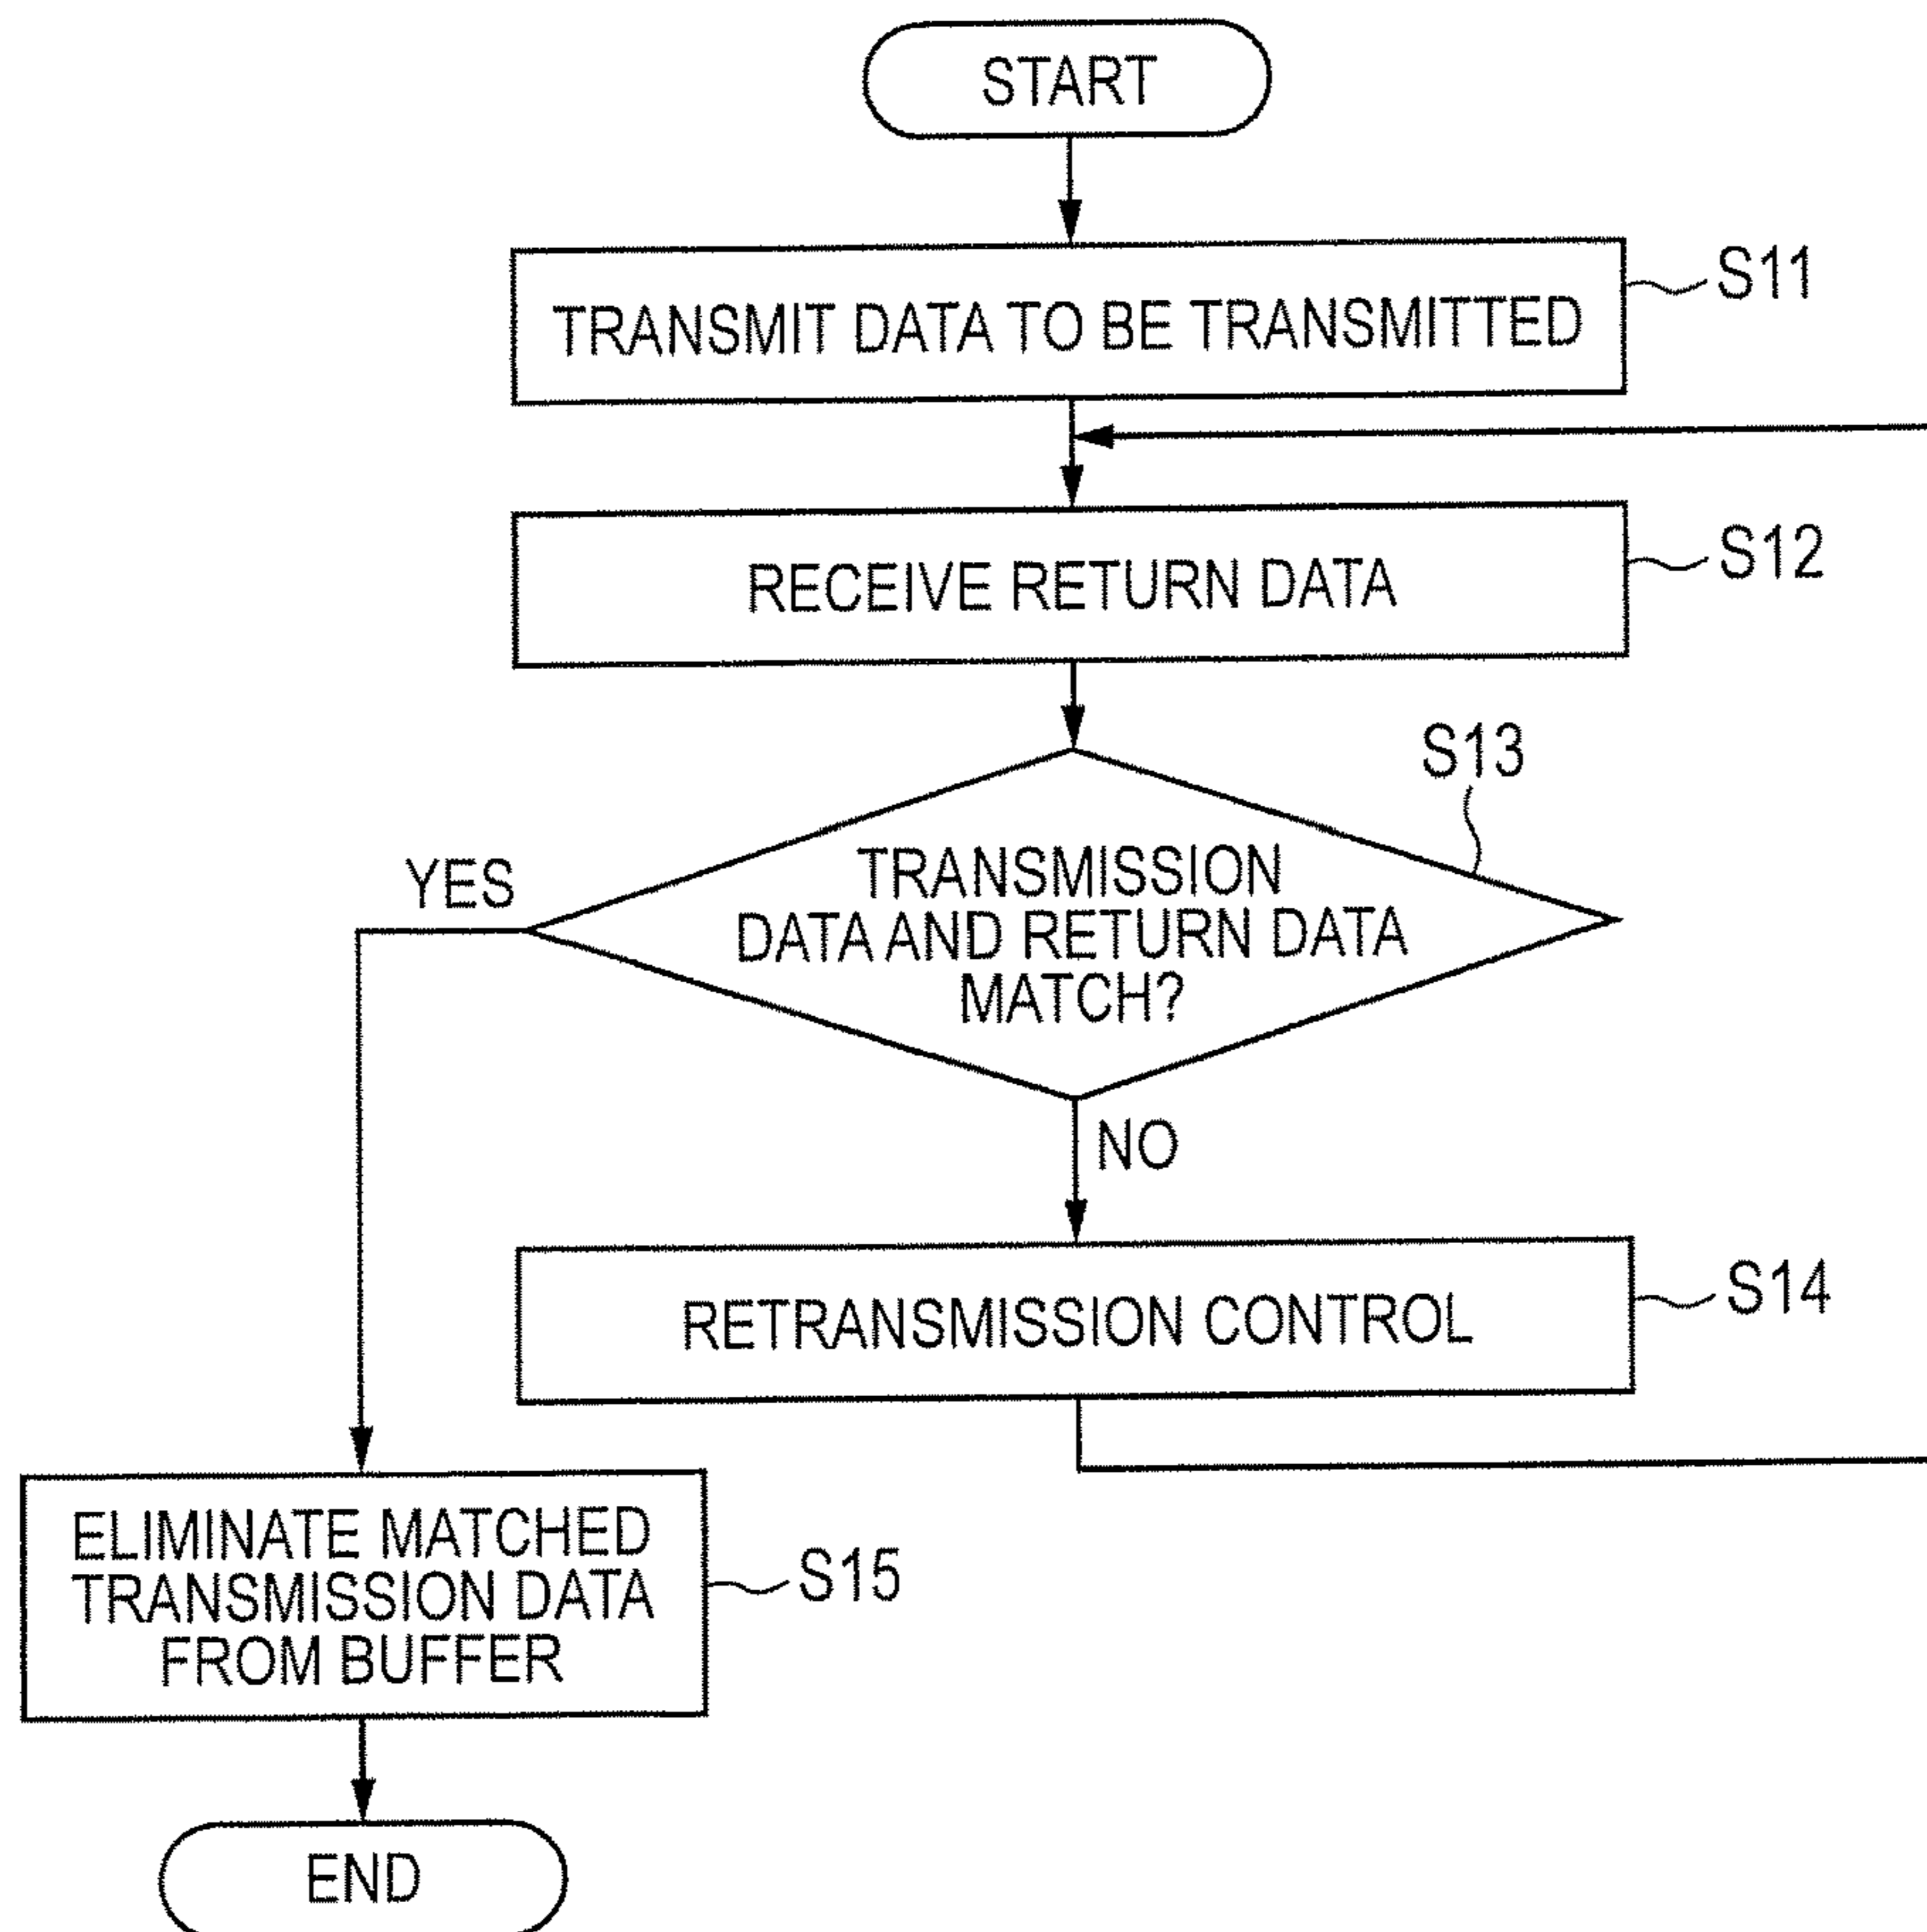 START
TRANSMIT DATA TO BE TRANSMITTED
S11
RECEIVE RETURN DATA
S12
S13
TRANSMISSION
DATA AND RETURN DATA
MATCH?
YES
NO
RETRANSMISSION CONTROL
S14
ELIMINATE MATCHED
TRANSMISSION DATA
FROM BUFFER
S15
END